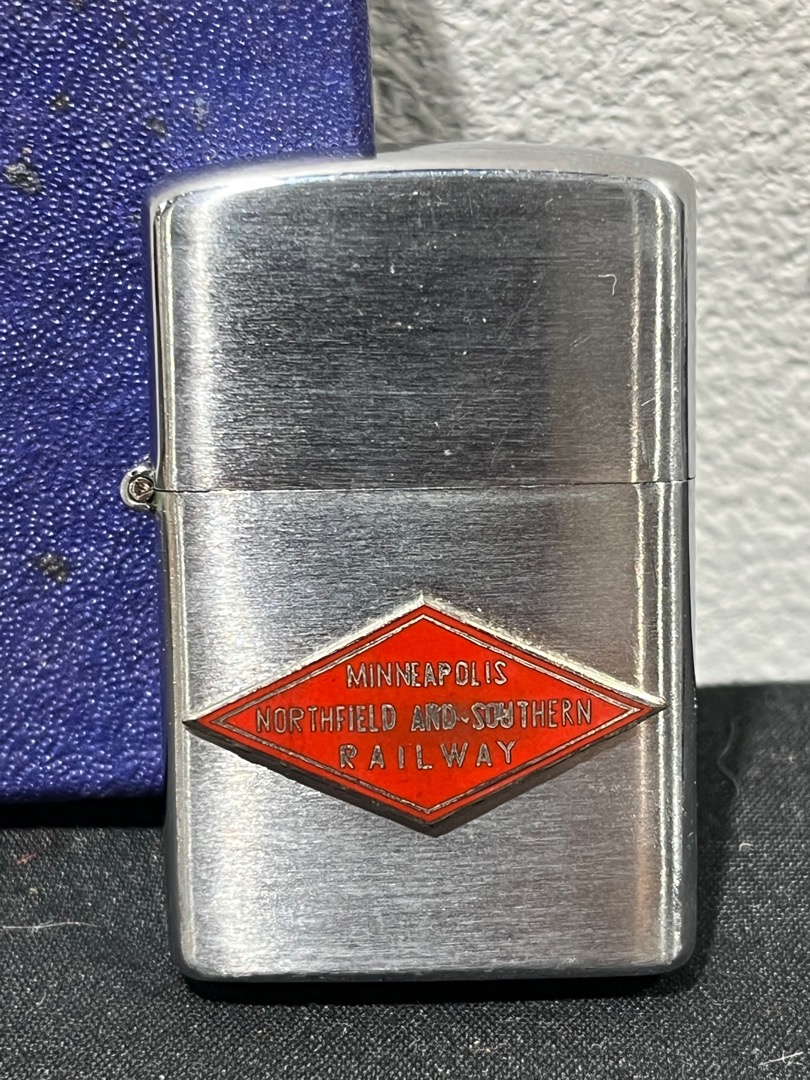 MINNEAPOLIS
NORTHFIELD AND SOUTHERN
RAILWAY